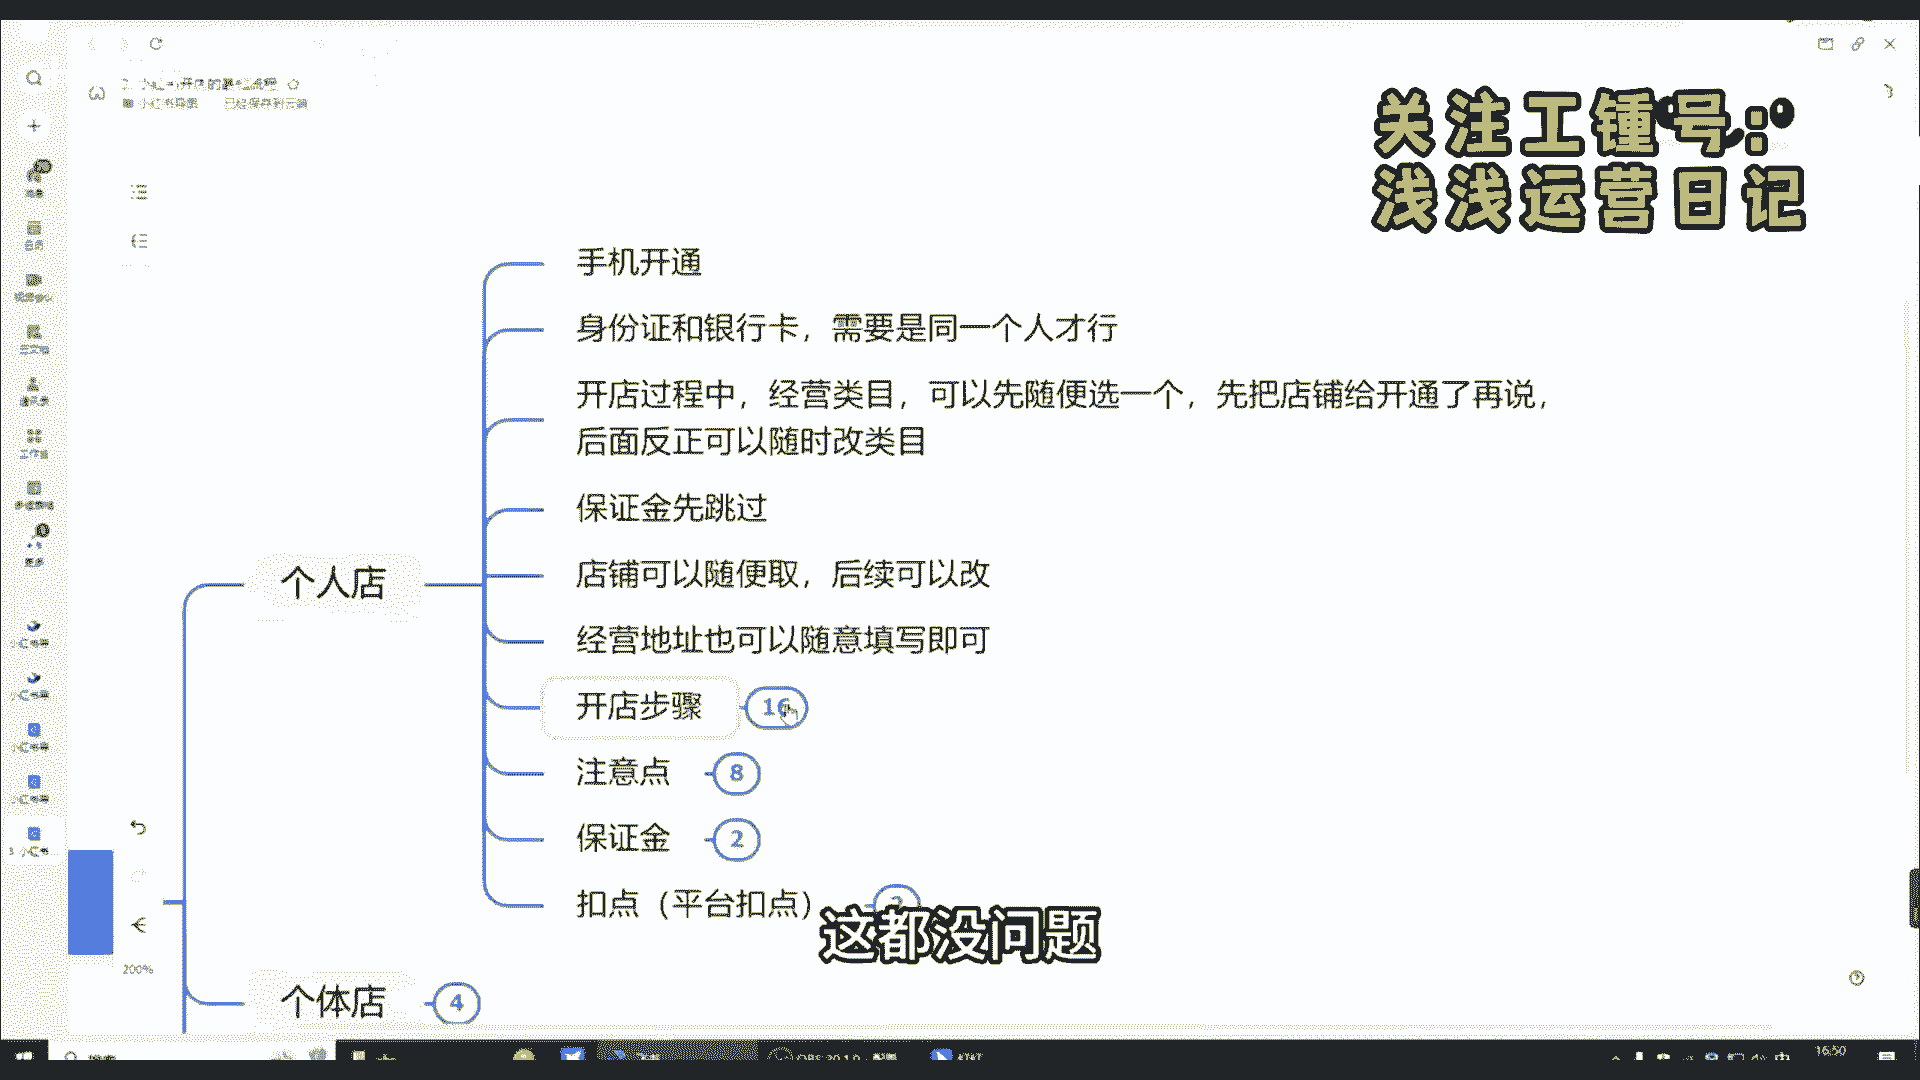 关注工锺号:
浅浅运营日记
手机开通
身份证和银行卡，需要是同一个人才行
开店过程中，经营类目，可以先随便选一个，先把店铺给开通了再说，
后面反正可以随时改类目
保证金先跳过
店铺可以随便取，后续可以改
个人店
经营地址也可以随意填写即可
开店步骤 16
注意点 8
保证金 2
扣点（平台扣点）
这都没问题
200%
个体店 4
16:50